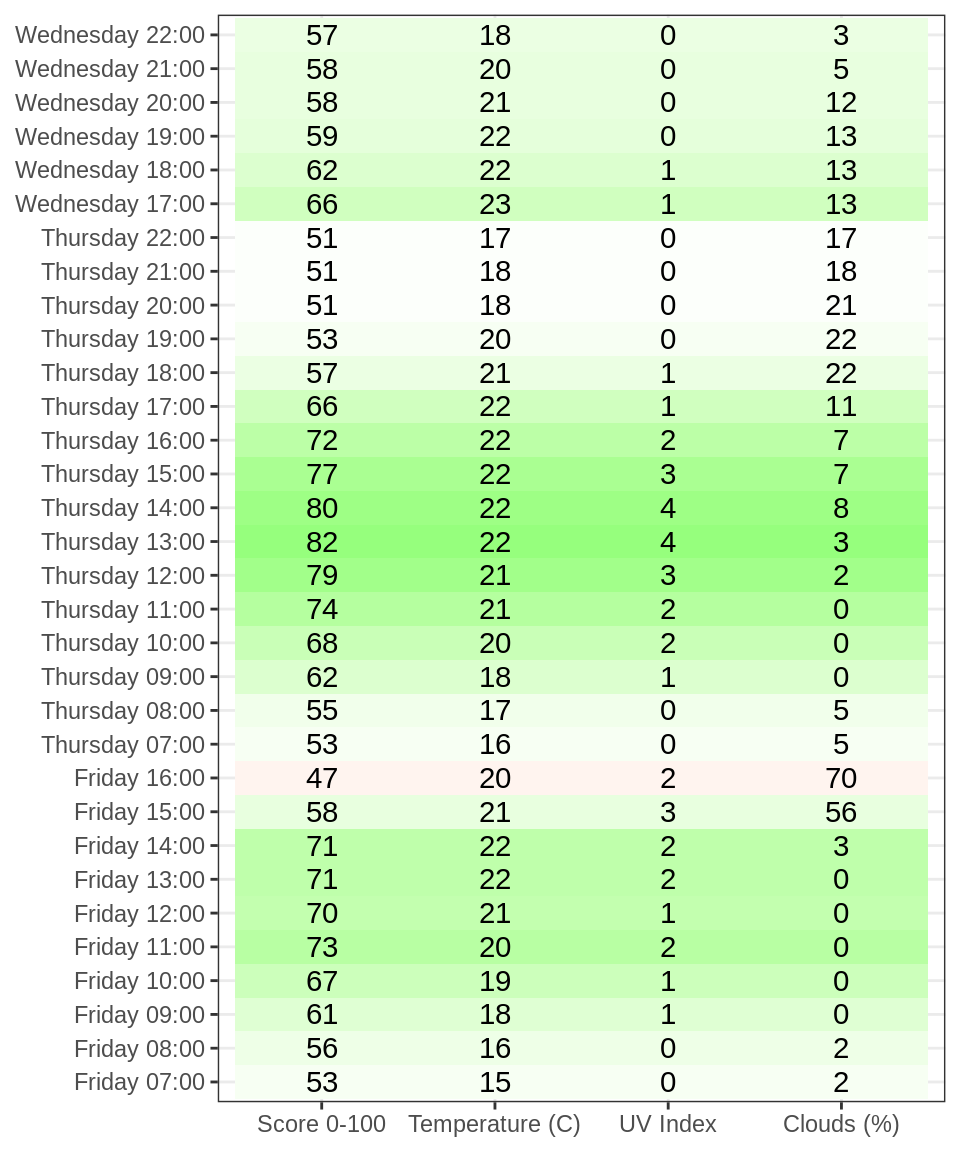 Wednesday 22:00 57 18 0 3
Wednesday 21:00 58 20 0 5
Wednesday 20:00 58 21 0 12
Wednesday 19:00 59 22 0 13
Wednesday 18:00 62 22 1 13
Wednesday 17:00 66 23 1 13
Thursday 22:00 51 17 0 17
Thursday 21:00 51 18 0 18
Thursday 20:00 51 18 0 21
Thursday 19:00 53 20 0 22
Thursday 18:00 57 21 1 22
Thursday 17:00 66 22 1 11
Thursday 16:00 72 22 2 7
Thursday 15:00 77 22 3 7
Thursday 14:00 80 22 4 8
Thursday 13:00 82 22 4 3
Thursday 12:00 79 21 3 2
Thursday 11:00 74 21 2 0
Thursday 10:00 68 20 2 0
Thursday 09:00 62 18 1 0
Thursday 08:00 55 17 0 5
Thursday 07:00 53 16 0 5
Friday 16:00 47 20 2 70
Friday 15:00 58 21 3 56
Friday 14:00 71 22 2 3
Friday 13:00 71 22 2 0
Friday 12:00 70 21 1 0
Friday 11:00 73 20 2 0
Friday 10:00 67 19 1 0
Friday 09:00 61 18 1 0
Friday 08:00 56 16 0 2
Friday 07:00 53 15 0 2
Score 0-100 Temperature (C) UV Index Clouds (%)